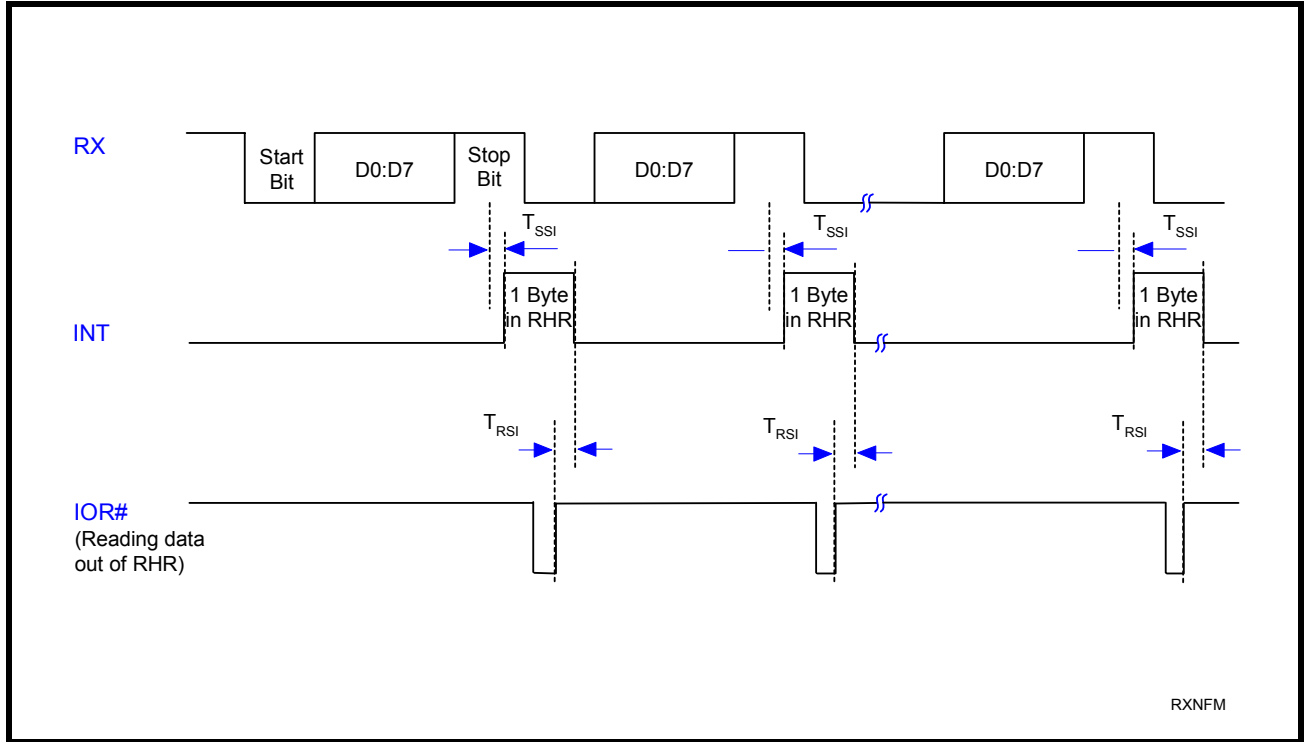 RX
Start
Bit
D0:D7
Stop
Bit
D0:D7
D0:D7
TSSI
TSSI
TSSI
INT
1 Byte
in RHR
1 Byte
in RHR
1 Byte
in RHR
TRSI
TRSI
TRSI
IOR#
(Reading data
out of RHR)
RXNFM